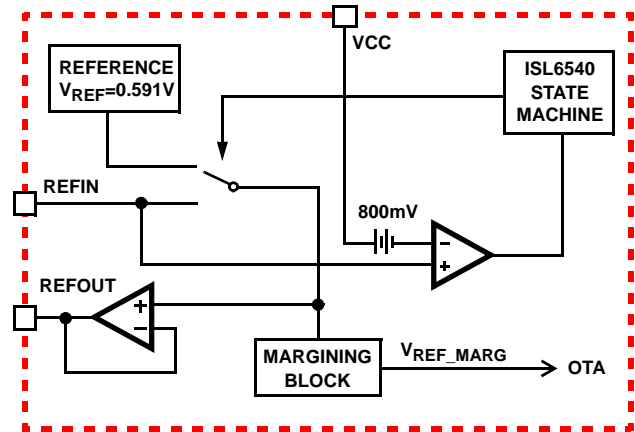 VCC
REFERENCE
VREF=0.591V
ISL6540
STATE
MACHINE
REFIN
800mV
−
+
REFOUT
+
−
MARGINING
BLOCK
VREF_MARG
OTA